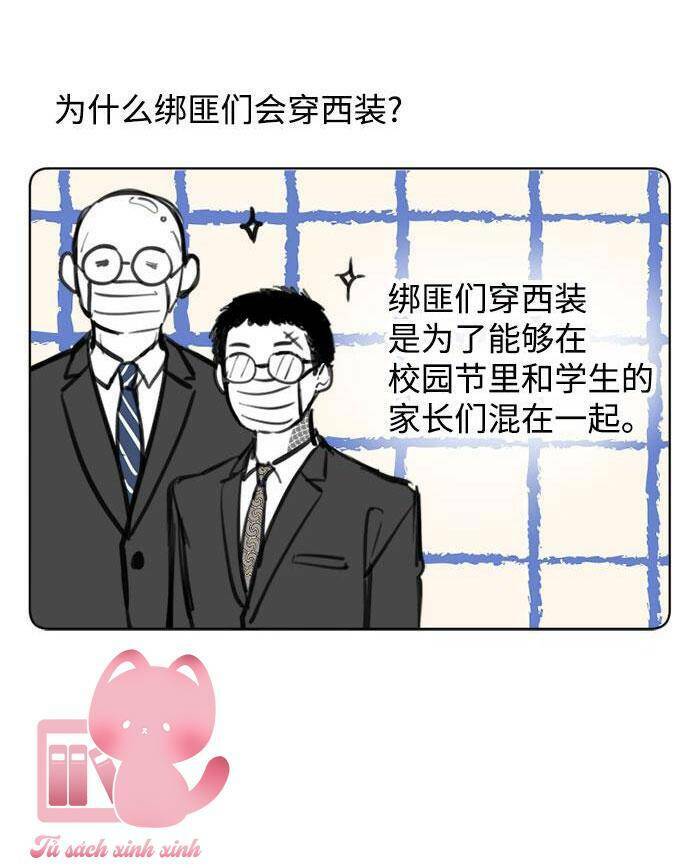 为什么绑匪们会穿西装?
绑匪们穿西装
是为了能够在
校园节里和学生的
家长们混在一起。
Tủ sách xinh xinh